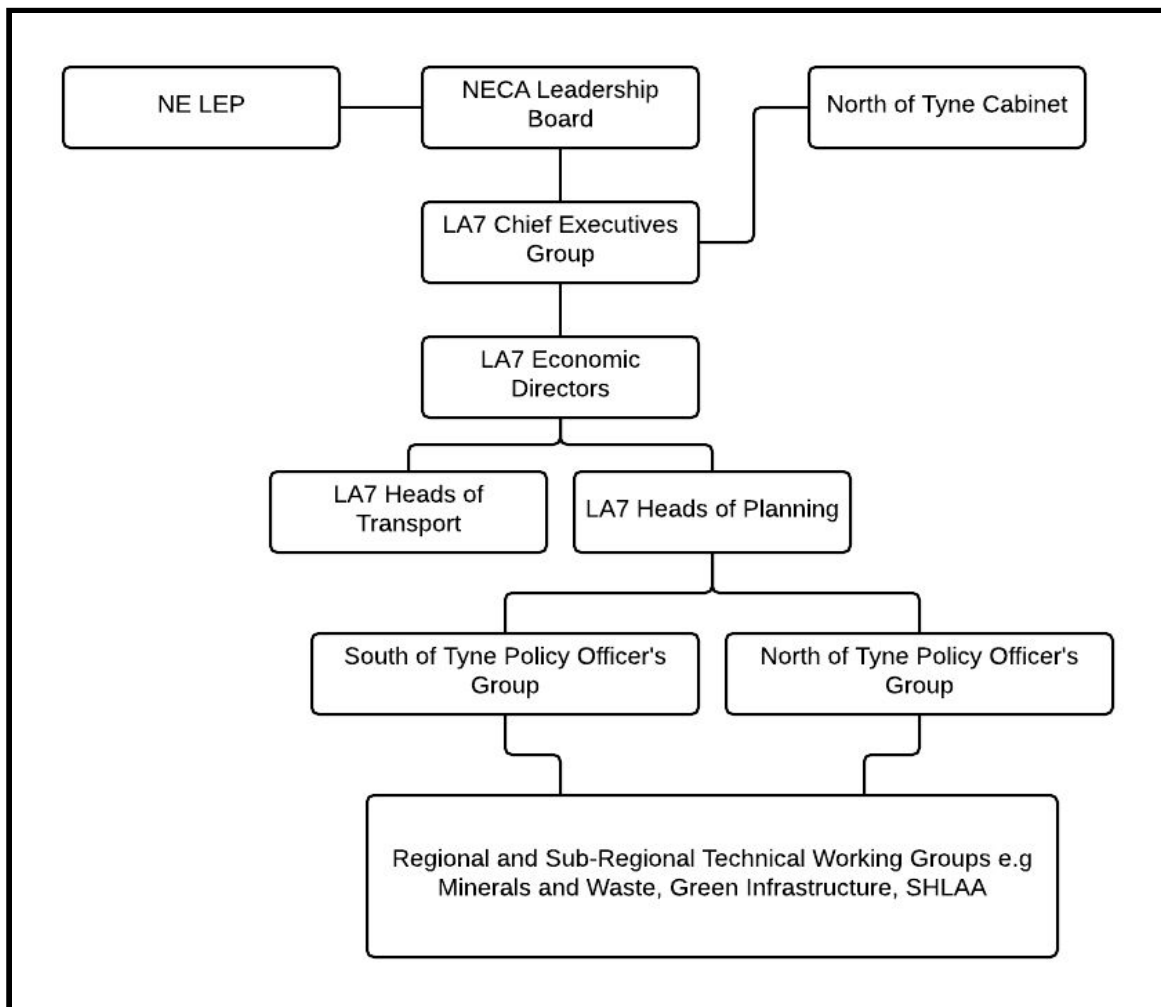 NE LEP
NECA Leadership
Board
North of Tyne Cabinet
LA7 Chief Executives
Group
LA7 Economic
Directors
LA7 Heads of
Transport
LA7 Heads of Planning
South of Tyne Policy Officer's
Group
North of Tyne Policy Officer's
Group
Regional and Sub-Regional Technical Working Groups e.g
Minerals and Waste, Green Infrastructure, SHLAA